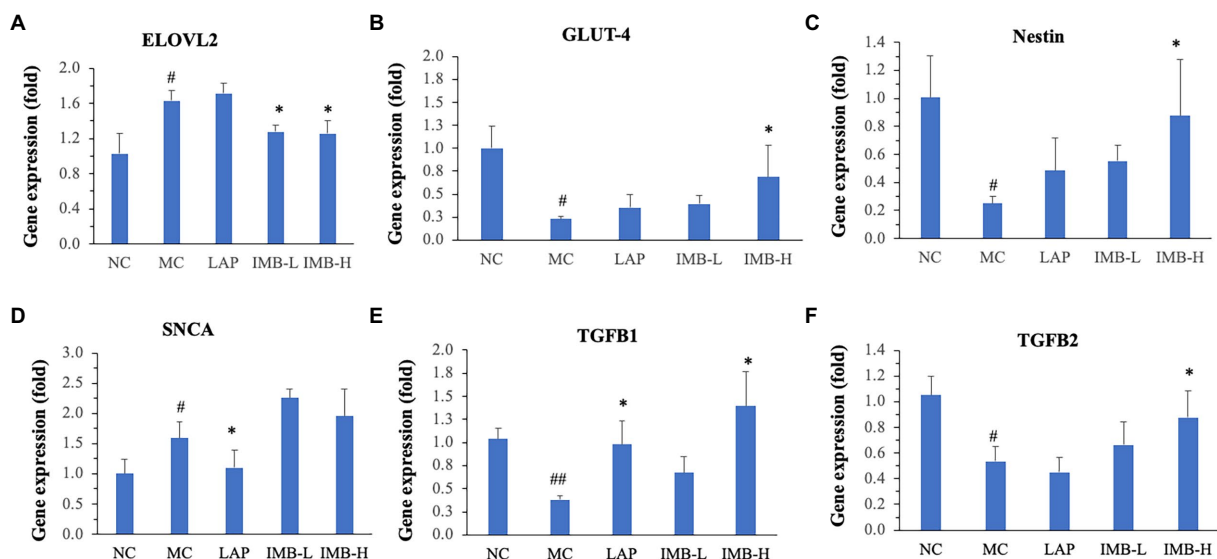 A
ELOVL2
Gene expression (fold)
2.0
1.6
1.2
0.8
0.4
0.0
#
*
*
NC MC LAP IMB-L IMB-H
B
GLUT-4
Gene expression (fold)
2.0
1.8
1.5
1.3
1.0
0.8
0.5
0.3
0.0
#
*
NC MC LAP IMB-L IMB-H
C
Nestin
Gene expression (fold)
1.4
1.2
1.0
0.8
0.6
0.4
0.2
0.0
#
*
NC MC LAP IMB-L IMB-H
D
SNCA
Gene expression (fold)
3.0
2.5
2.0
1.5
1.0
0.5
0.0
#
*
NC MC LAP IMB-L IMB-H
E
TGFB1
Gene expression (fold)
2.0
1.8
1.5
1.3
1.0
0.8
0.5
0.3
0.0
##
*
*
NC MC LAP IMB-L IMB-H
F
TGFB2
Gene expression (fold)
1.4
1.2
1.0
0.8
0.6
0.4
0.2
0.0
#
*
NC MC LAP IMB-L IMB-H